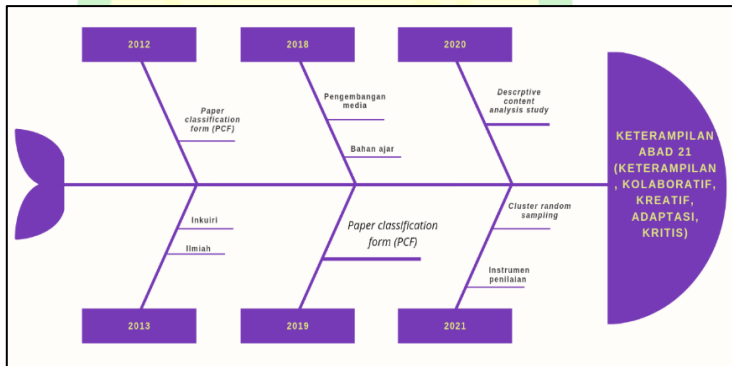 2012
2018
2020
Paper
classification
form (PCF)
Pengembangan
media
Bahan ajar
Descrptive
content
analysis study
KETERAMPILAN
ABAD 21
(KETERAMPILAN
, KOLABORATIF,
KREATIF,
ADAPTASI,
KRITIS)
Inkuiri
Ilmiah
Paper classification
form (PCF)
Cluster random
sampling
Instrumen
penilaian
2013
2019
2021